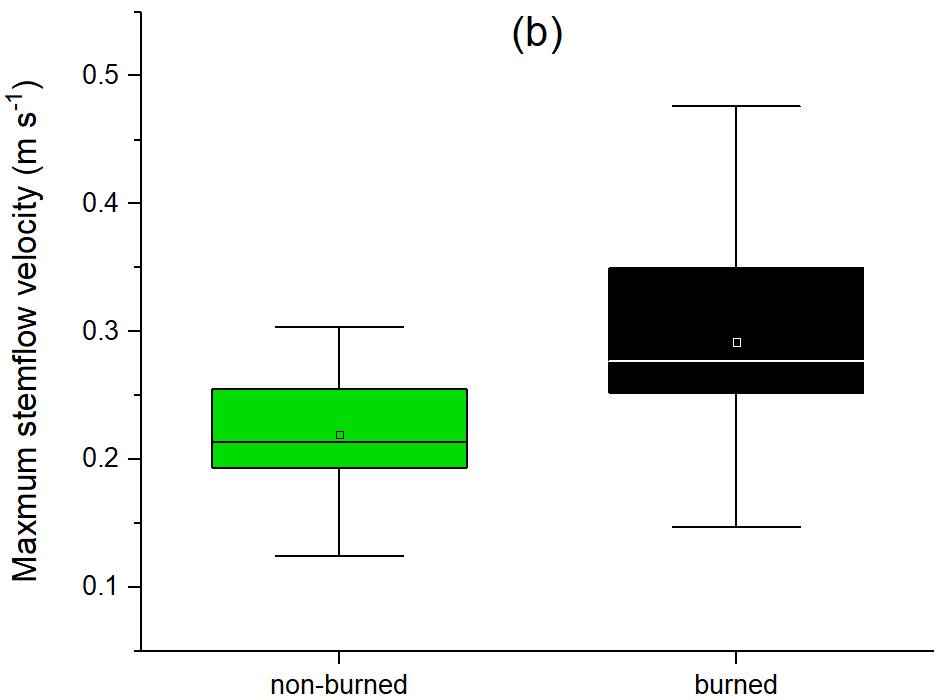 (b)
Maxmum stemflow velocity (m s⁻¹)
0.5
0.4
0.3
0.2
0.1
non-burned
burned